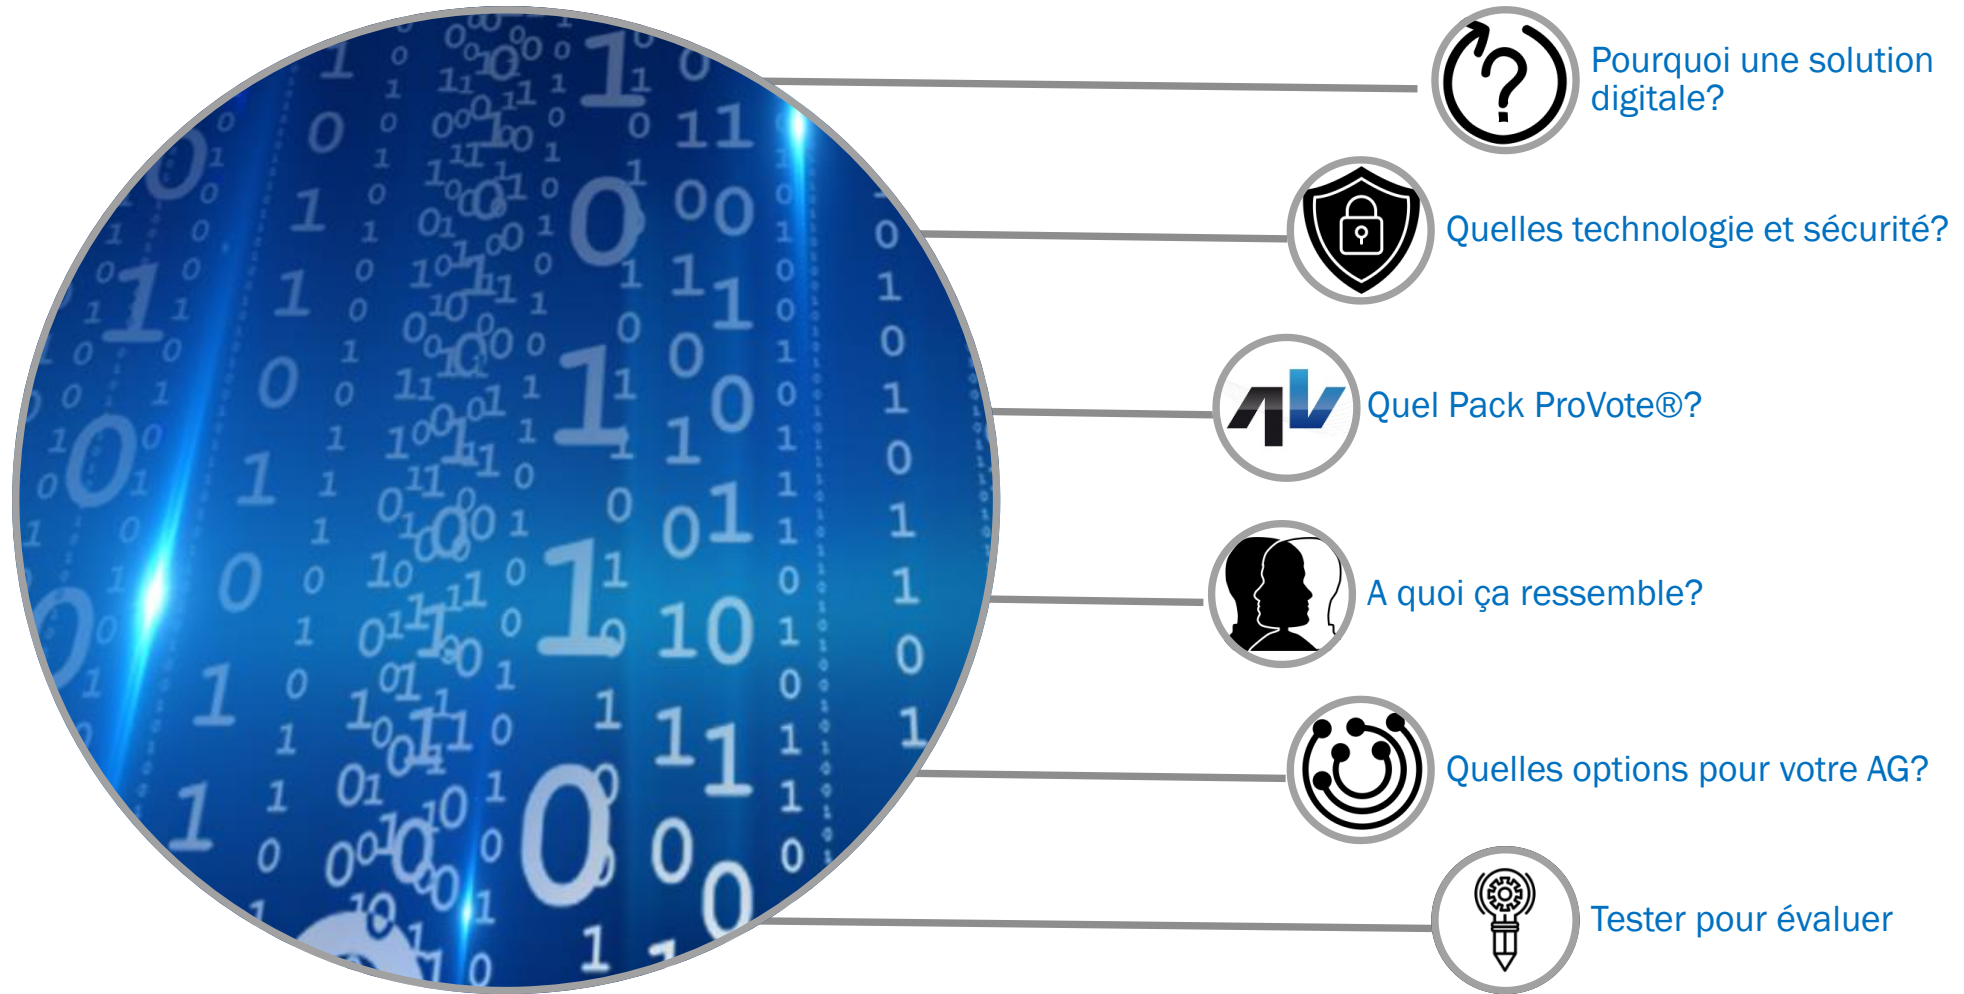 Pourquoi une solution
digitale?
Quelles technologie et sécurité?
Quel Pack ProVote®?
A quoi ça ressemble?
Quelles options pour votre AG?
Tester pour évaluer